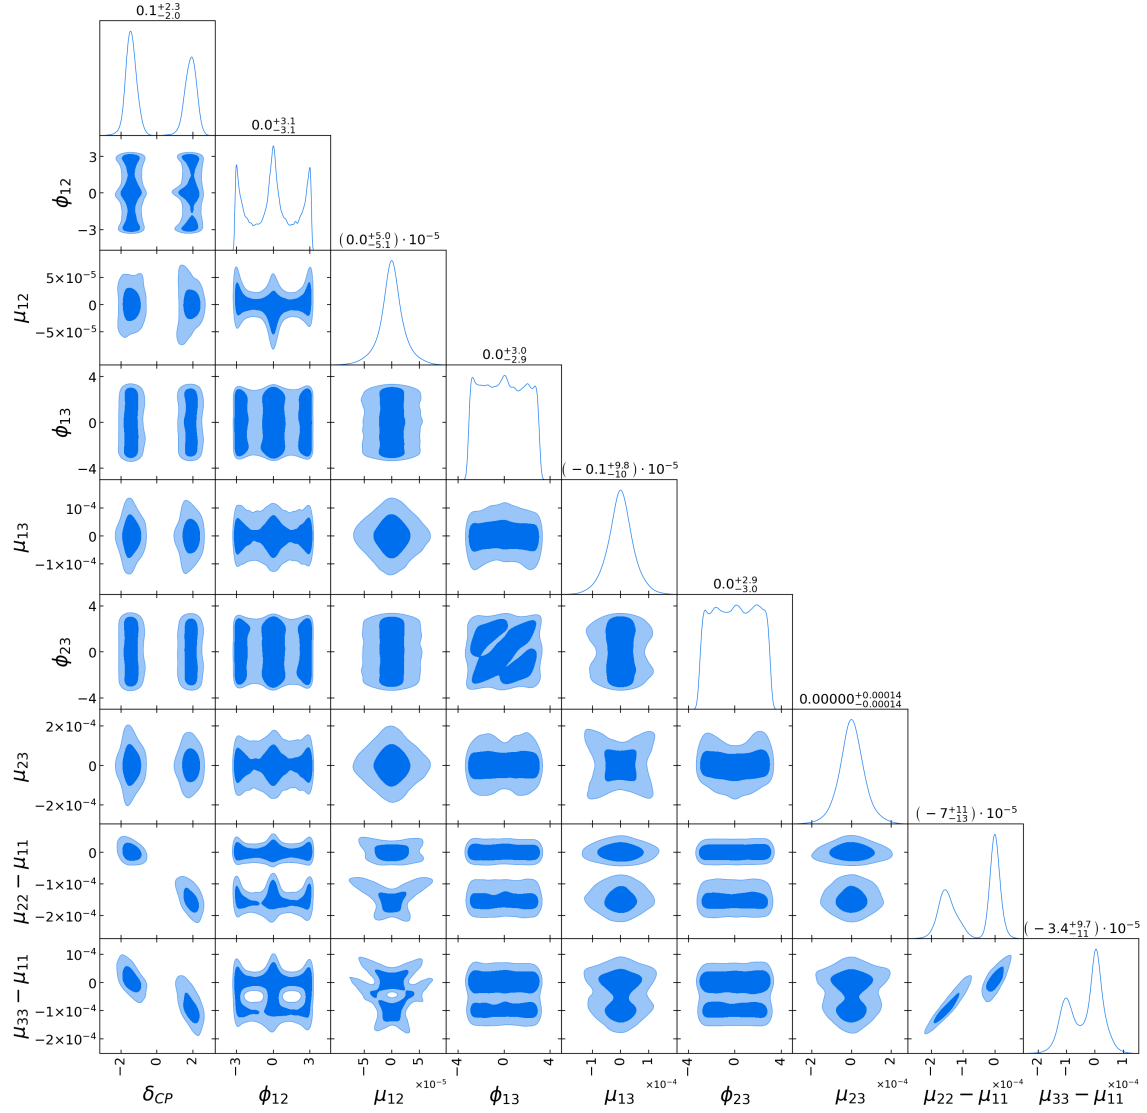 0.1^{+2.3}_{-2.0}
0.0^{+3.1}_{-3.1}
ϕ12
3
0
−3
(0.0^{+5.0}_{-5.1}) · 10^{-5}
μ12
5×10^{-5}
0
−5×10^{-5}
0.0^{+3.0}_{-2.9}
ϕ13
4
0
−4
(−0.1^{+9.8}_{-10}) · 10^{-5}
μ13
10^{-4}
0
−1×10^{-4}
0.0^{+2.9}_{-3.0}
ϕ23
4
0
−4
0.00000^{+0.00014}_{-0.00014}
μ23
2×10^{-4}
0
−2×10^{-4}
(−7^{+11}_{-13}) · 10^{-5}
μ22 − μ11
0
−1×10^{-4}
−2×10^{-4}
(−3.4^{+9.7}_{-11}) · 10^{-5}
μ33 − μ11
10^{-4}
0
−1×10^{-4}
−2×10^{-4}
−2 0 2 −3 0 3 −5 0 5 −4 0 4 −1 0 1 −4 0 4 −2 0 2 −2 −1 0 −2 −1 0 1
×10^{-5} ×10^{-4} ×10^{-4} ×10^{-4} ×10^{-4}
δCP ϕ12 μ12 ϕ13 μ13 ϕ23 μ23 μ22 − μ11 μ33 − μ11